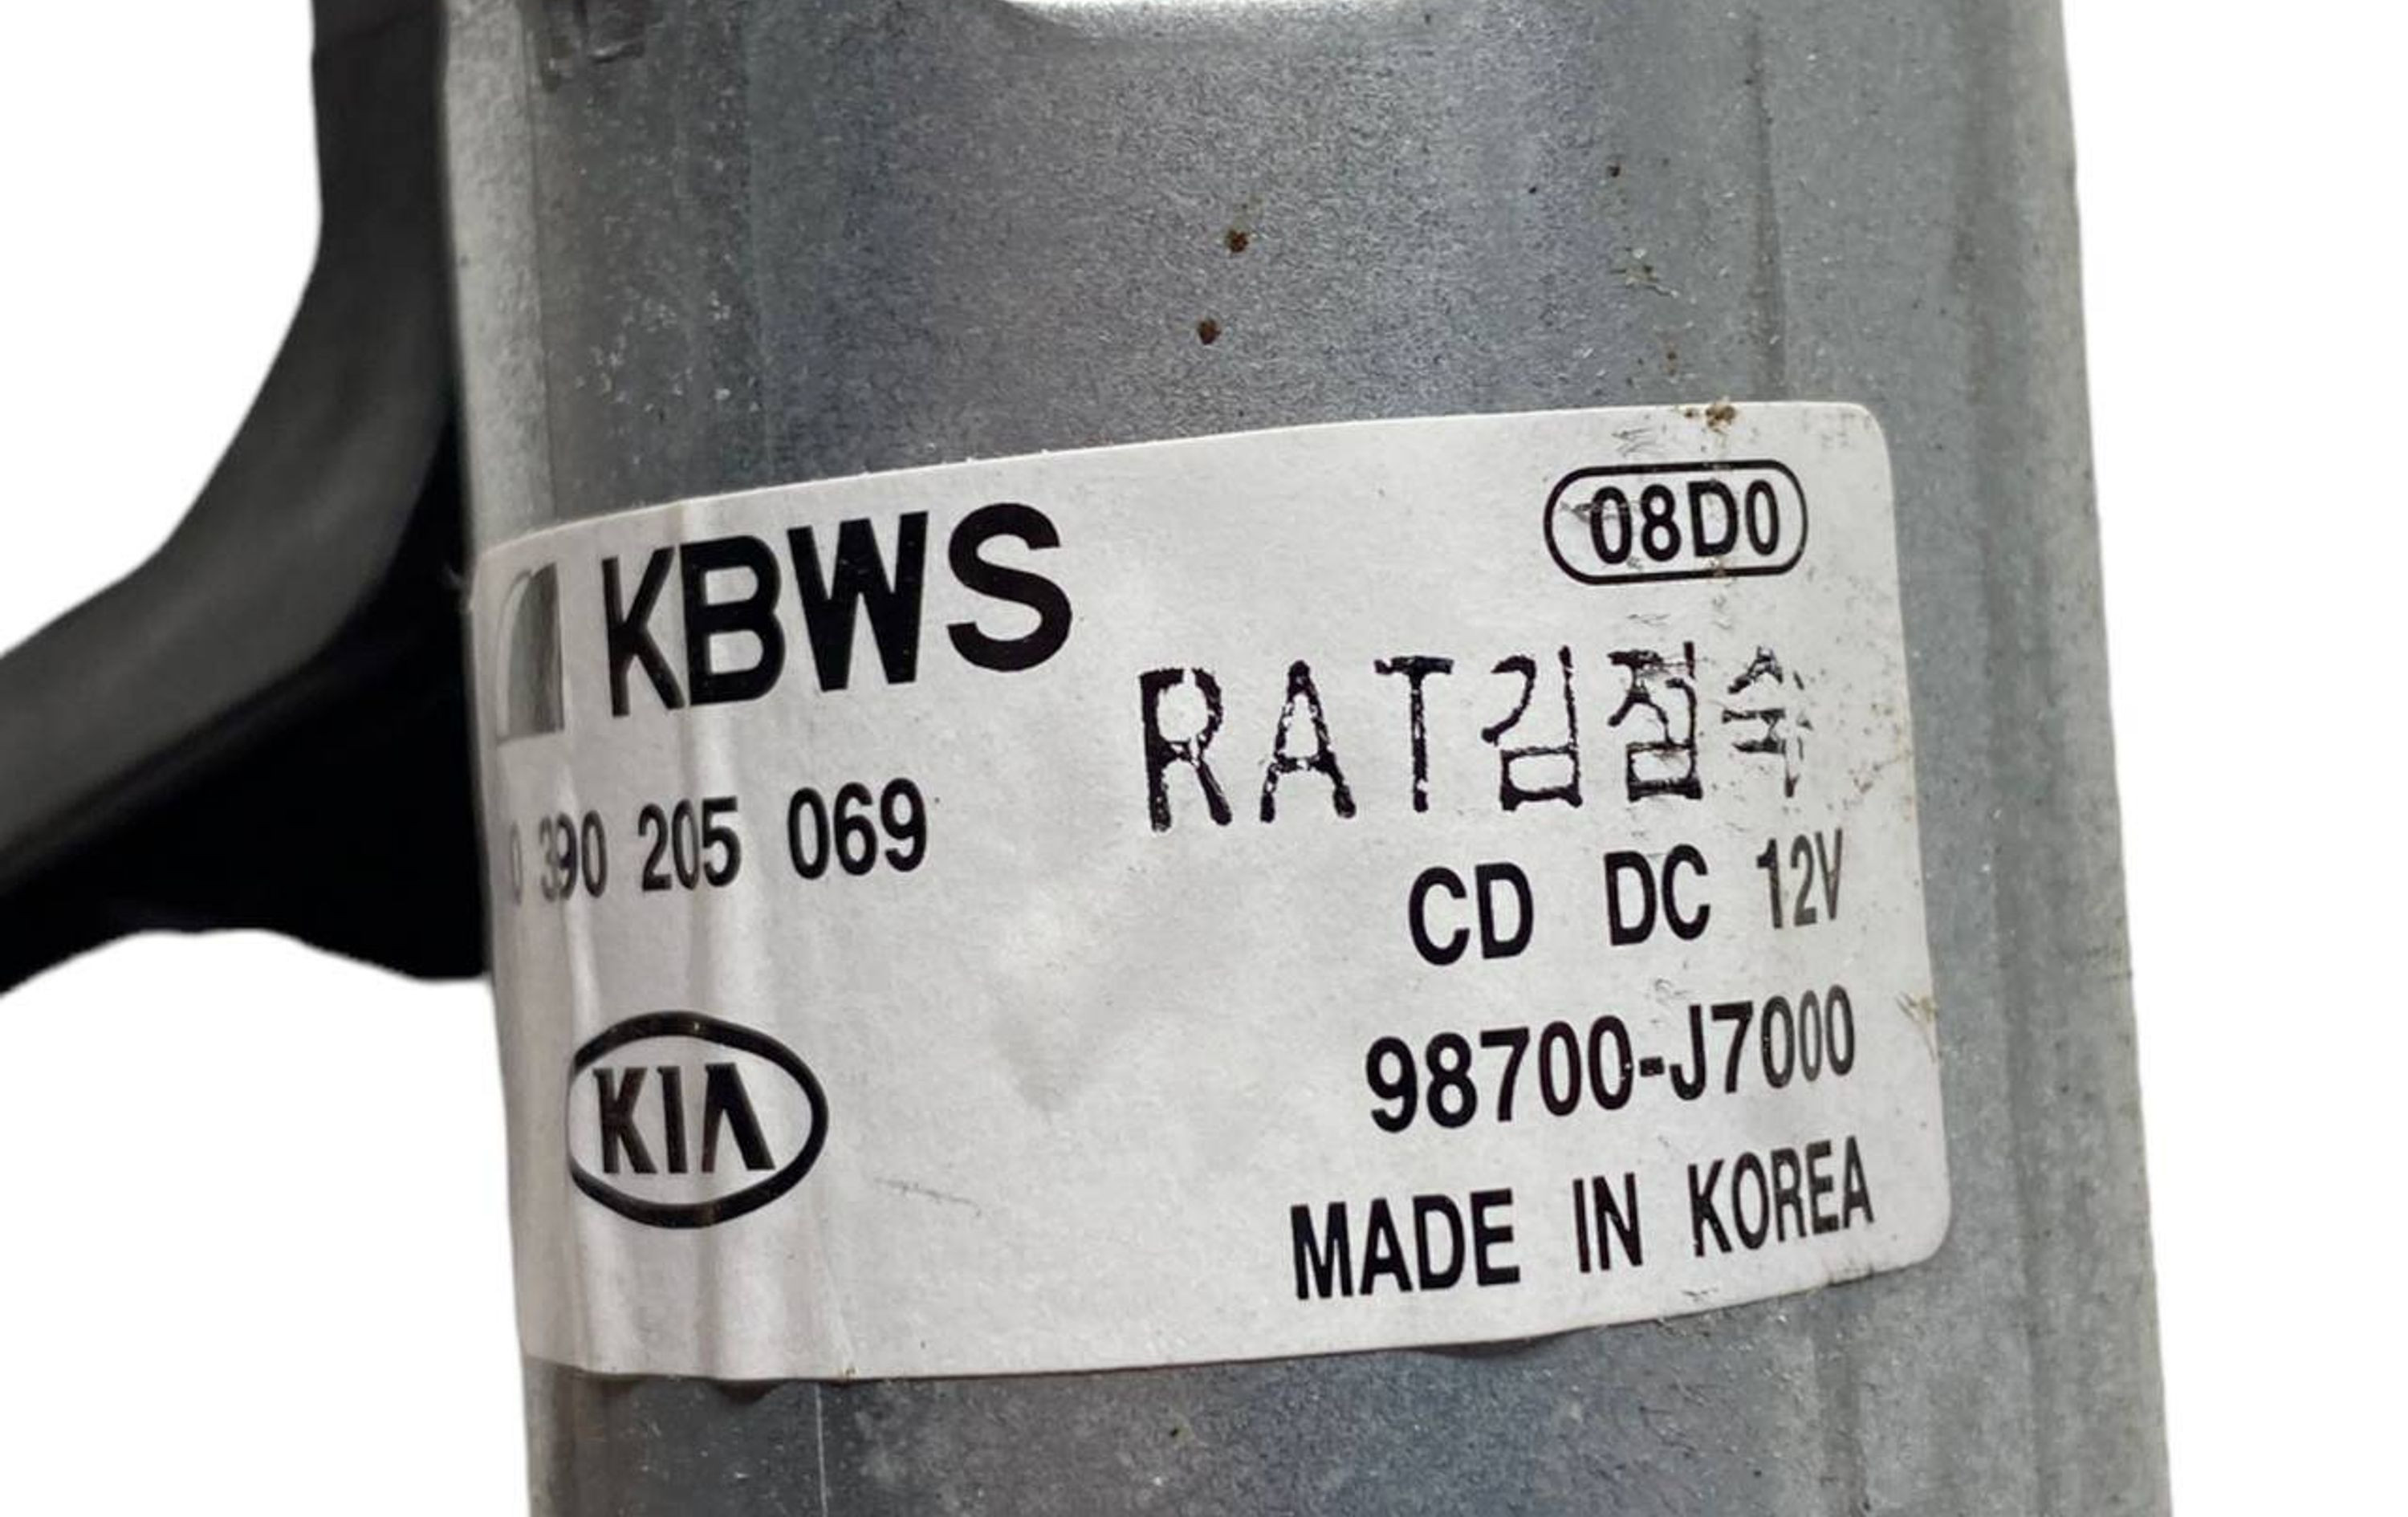 08D0
KBWS
RAT김점숙
0 390 205 069
CD DC 12V
98700-J7000
KIA
MADE IN KOREA